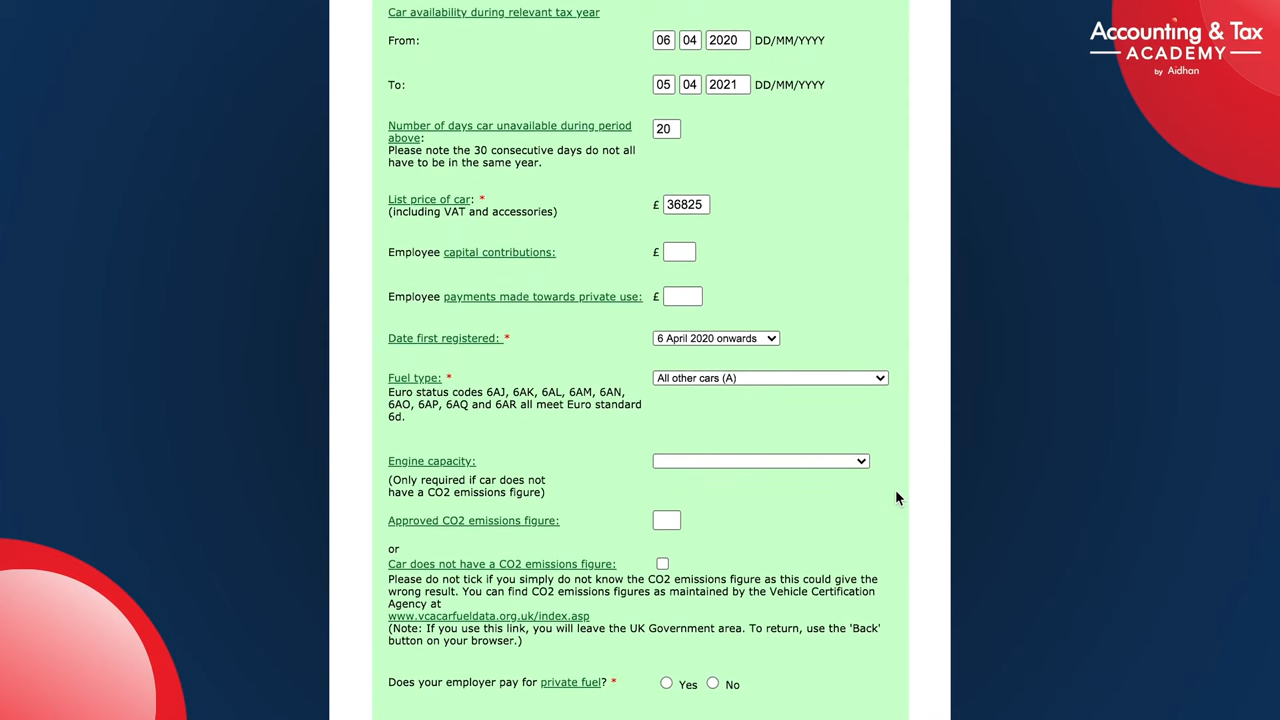 Car availability during relevant tax year
From:
06 04 2020 DD/MM/YYYY
To:
05 04 2021 DD/MM/YYYY
Number of days car unavailable during period
above:
20
Please note the 30 consecutive days do not all
have to be in the same year.
List price of car: *
(including VAT and accessories)
£ 36825
Employee capital contributions: £
Employee payments made towards private use: £
Date first registered: * 6 April 2020 onwards
Fuel type: * All other cars (A)
Euro status codes 6AJ, 6AK, 6AL, 6AM, 6AN,
6AO, 6AP, 6AQ and 6AR all meet Euro standard
6d.
Engine capacity:
(Only required if car does not
have a CO2 emissions figure)
Approved CO2 emissions figure:
or
Car does not have a CO2 emissions figure:
Please do not tick if you simply do not know the CO2 emissions figure as this could give the
wrong result. You can find CO2 emissions figures as maintained by the Vehicle Certification
Agency at
www.vcacarfueldata.org.uk/index.asp
(Note: If you use this link, you will leave the UK Government area. To return, use the 'Back'
button on your browser.)
Does your employer pay for private fuel? * Yes No
Accounting & Tax
ACADEMY
by Aidhan